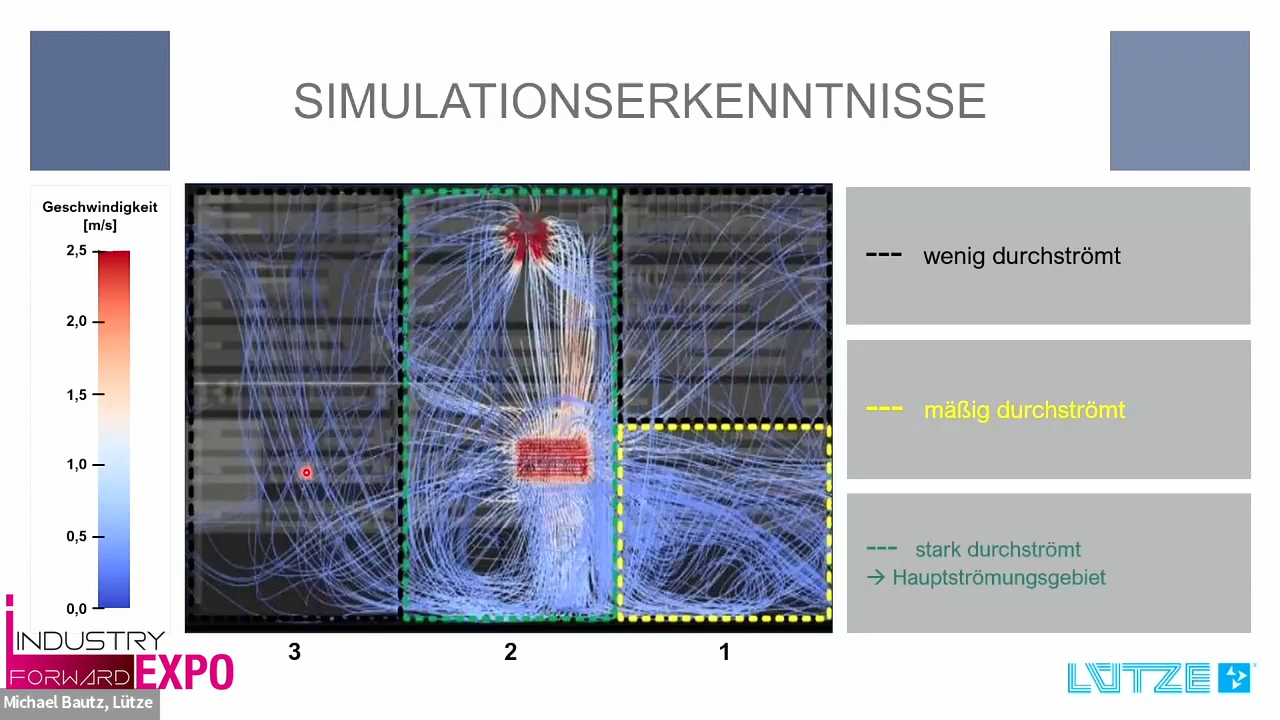 SIMULATIONSERKENNTNISSE
Geschwindigkeit
[m/s]
2,5
2,0
1,5
1,0
0,5
0,0
--- wenig durchströmt
--- mäßig durchströmt
--- stark durchströmt
→ Hauptströmungsgebiet
3
2
1
INDUSTRY
FORWARD EXPO
LÜTZE
Michael Bautz, Lütze